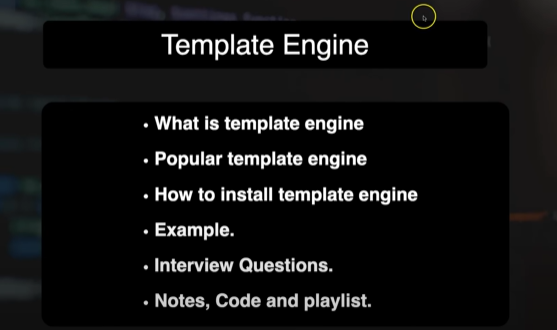 Template Engine
• What is template engine
• Popular template engine
• How to install template engine
• Example.
• Interview Questions.
• Notes, Code and playlist.